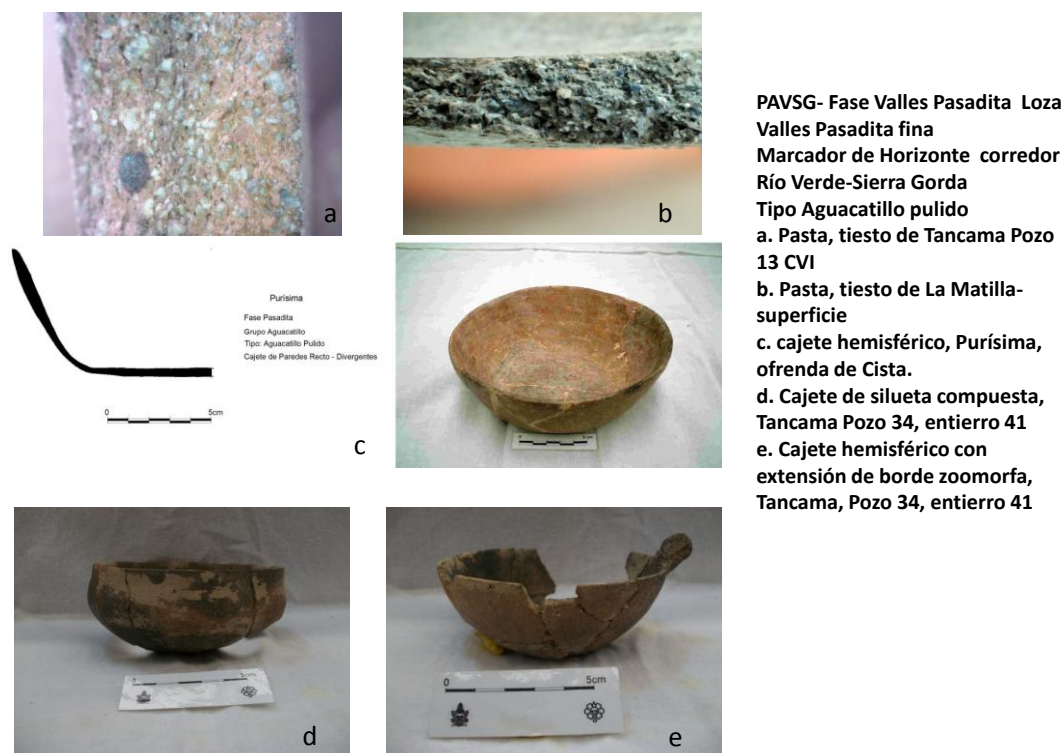 a
b
PAVSG- Fase Valles Pasadita Loza
Valles Pasadita fina
Marcador de Horizonte corredor
Río Verde-Sierra Gorda
Tipo Aguacatillo pulido
a. Pasta, tiesto de Tancama Pozo
13 CVI
b. Pasta, tiesto de La Matilla-
superficie
c. cajete hemisférico, Purísima,
ofrenda de Cista.
d. Cajete de silueta compuesta,
Tancama Pozo 34, entierro 41
e. Cajete hemisférico con
extensión de borde zoomorfa,
Tancama, Pozo 34, entierro 41
Purísima
Fase Pasadita
Grupo Aguacatillo
Tipo: Aguacatillo Pulido
Cajete de Paredes Recto - Divergentes
0 5cm
c
0 5cm
0 5cm
d
0 5cm
e